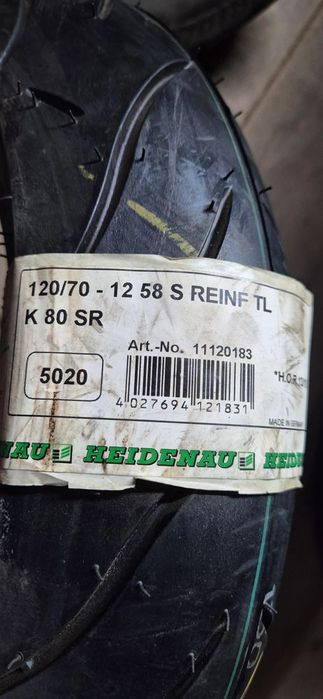 120/70 - 12 58 S REINF TL
K 80 SR
Art.-No. 11120183
5020
4 027694 121831
MADE IN GERMANY
HEIDENAU